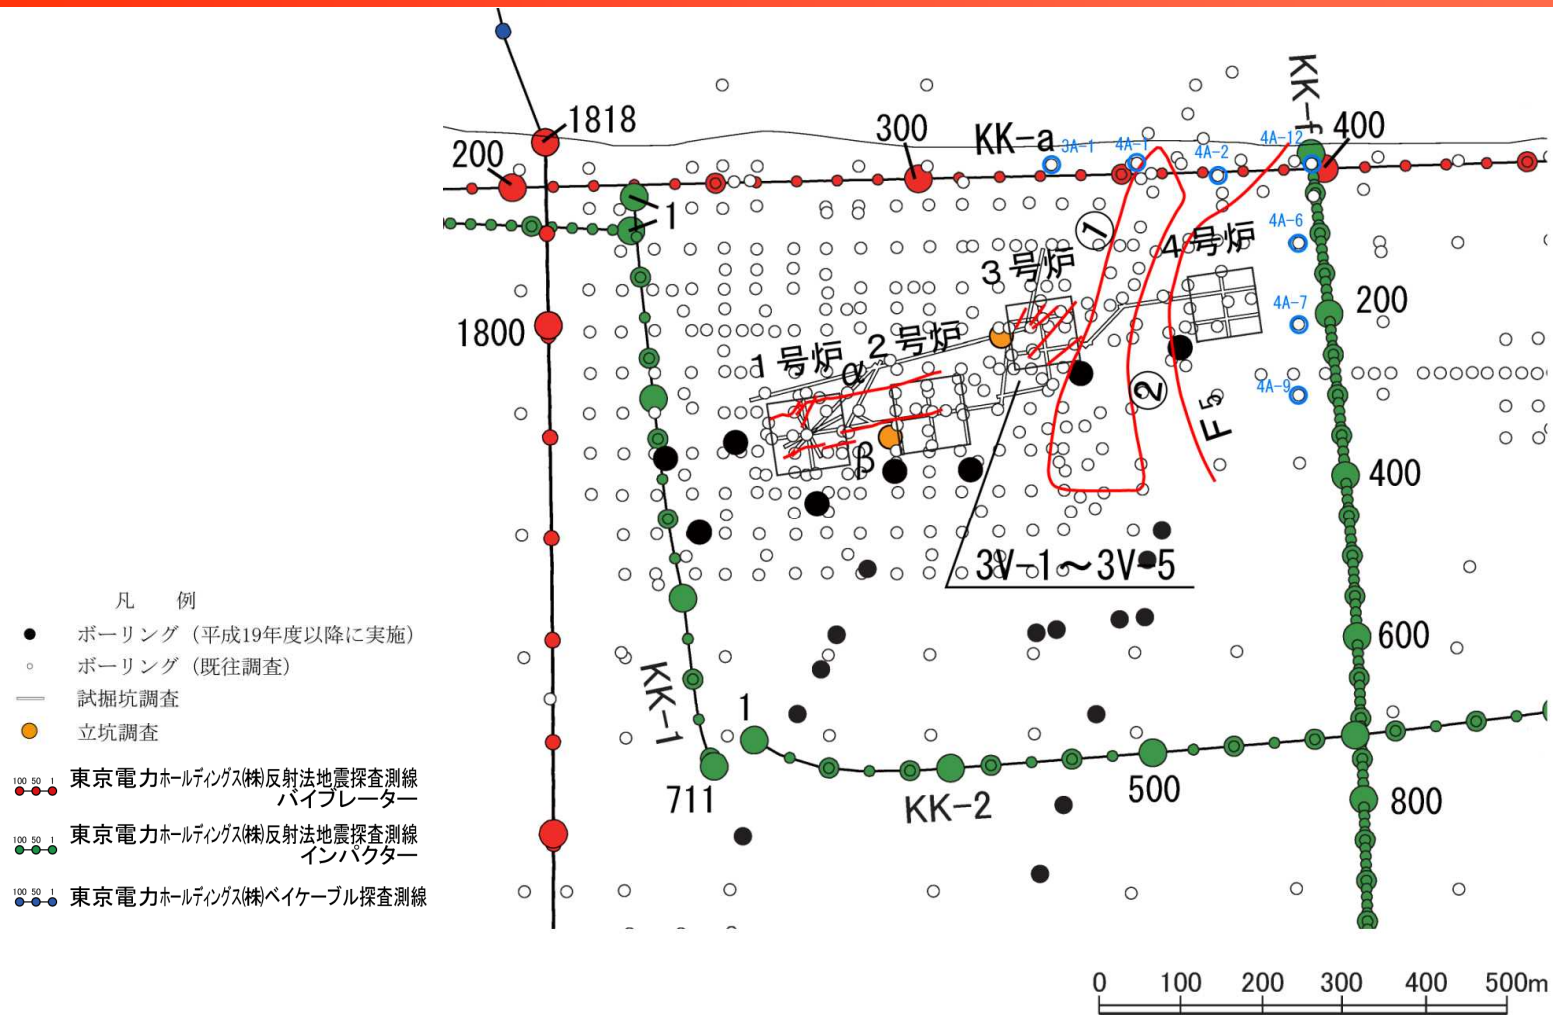 1818
200
300
KK-a
KK-f
400
3A-1
4A-1
4A-2
4A-12
1
4A-6
①
4号炉
3号炉
200
4A-7
1800
1号炉
2号炉
α
②
4A-9
F5
β
400
3V-1~3V-5
凡 例
ボーリング（平成19年度以降に実施）
ボーリング（既往調査）
試掘坑調査
立坑調査
600
KK-1
1
100 50 1
東京電力ホールディングス(株)反射法地震探査測線
バイブレーター
711
KK-2
500
800
100 50 1
東京電力ホールディングス(株)反射法地震探査測線
インパクター
100 50 1
東京電力ホールディングス(株)ベイケーブル探査測線
0 100 200 300 400 500m